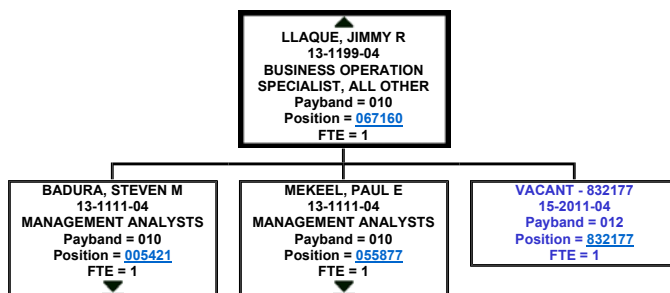 LLAQUE, JIMMY R
13-1199-04
BUSINESS OPERATION
SPECIALIST, ALL OTHER
Payband = 010
Position = 067160
FTE = 1
BADURA, STEVEN M
13-1111-04
MANAGEMENT ANALYSTS
Payband = 010
Position = 005421
FTE = 1
MEKEEL, PAUL E
13-1111-04
MANAGEMENT ANALYSTS
Payband = 010
Position = 055877
FTE = 1
VACANT - 832177
15-2011-04
Payband = 012
Position = 832177
FTE = 1